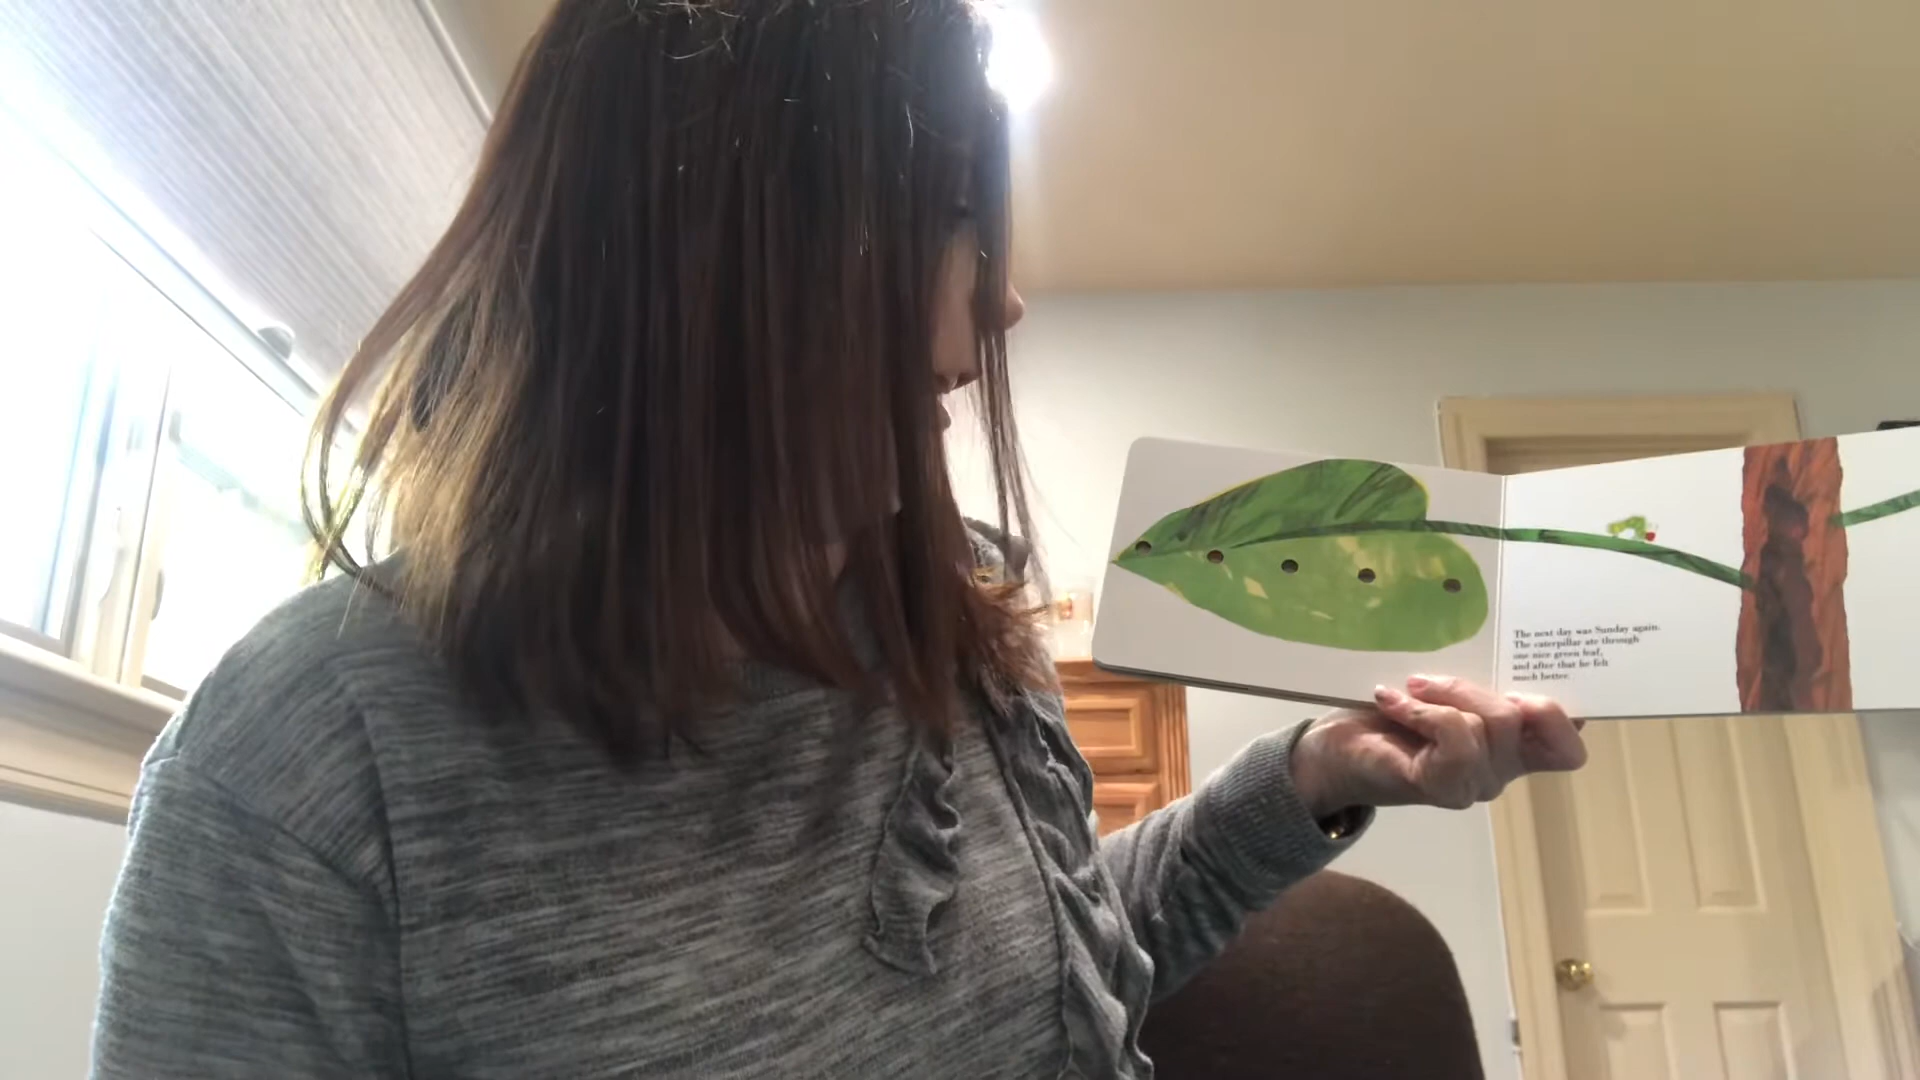 The next day was Sunday again.
The caterpillar ate through
one nice green leaf,
and after that he felt
much better.